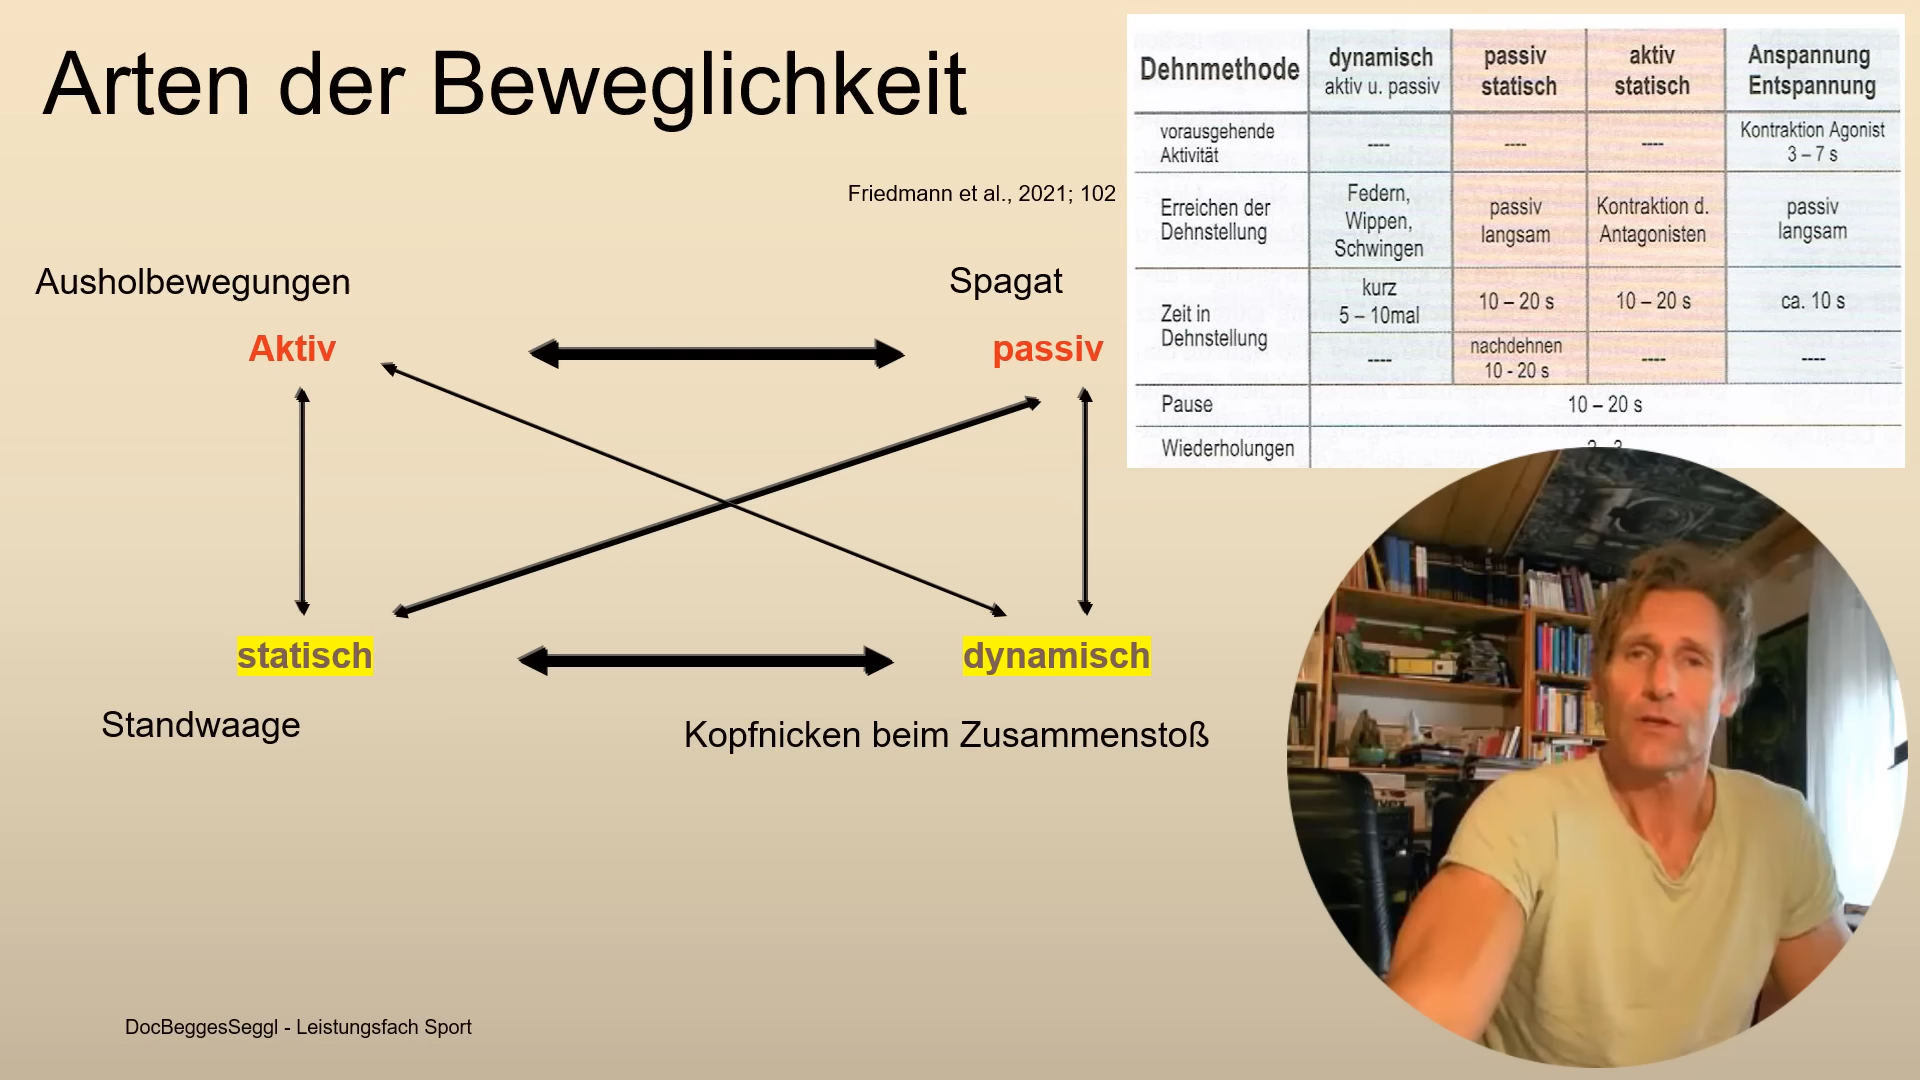 Arten der Beweglichkeit
Friedmann et al., 2021; 102
Ausholbewegungen
Spagat
Aktiv
passiv
statisch
dynamisch
Standwaage
Kopfnicken beim Zusammenstoß
DocBeggesSeggl - Leistungsfach Sport
Dehnmethode
dynamisch
aktiv u. passiv
passiv
statisch
aktiv
statisch
Anspannung
Entspannung
vorausgehende
Aktivität
----
----
----
Kontraktion Agonist
3 – 7 s
Erreichen der
Dehnstellung
Federn,
Wippen,
Schwingen
passiv
langsam
Kontraktion d.
Antagonisten
passiv
langsam
Zeit in
Dehnstellung
kurz
5 – 10mal
10 – 20 s
10 – 20 s
ca. 10 s
----
nachdehnen
10 - 20 s
----
----
Pause
10 – 20 s
Wiederholungen